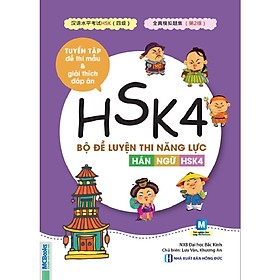 汉语水平考试HSK（四级）
全真模拟题集（第2版）
TUYỂN TẬP
đề thi mẫu
& giải thích
đáp án
HSK4
BỘ ĐỀ LUYỆN THI NĂNG LỰC
HÁN NGỮ HSK4
MCBooks
NXB Đại học Bắc Kinh
Chủ biên: Lưu Vân, Khương An
NHÀ XUẤT BẢN HỒNG ĐỨC